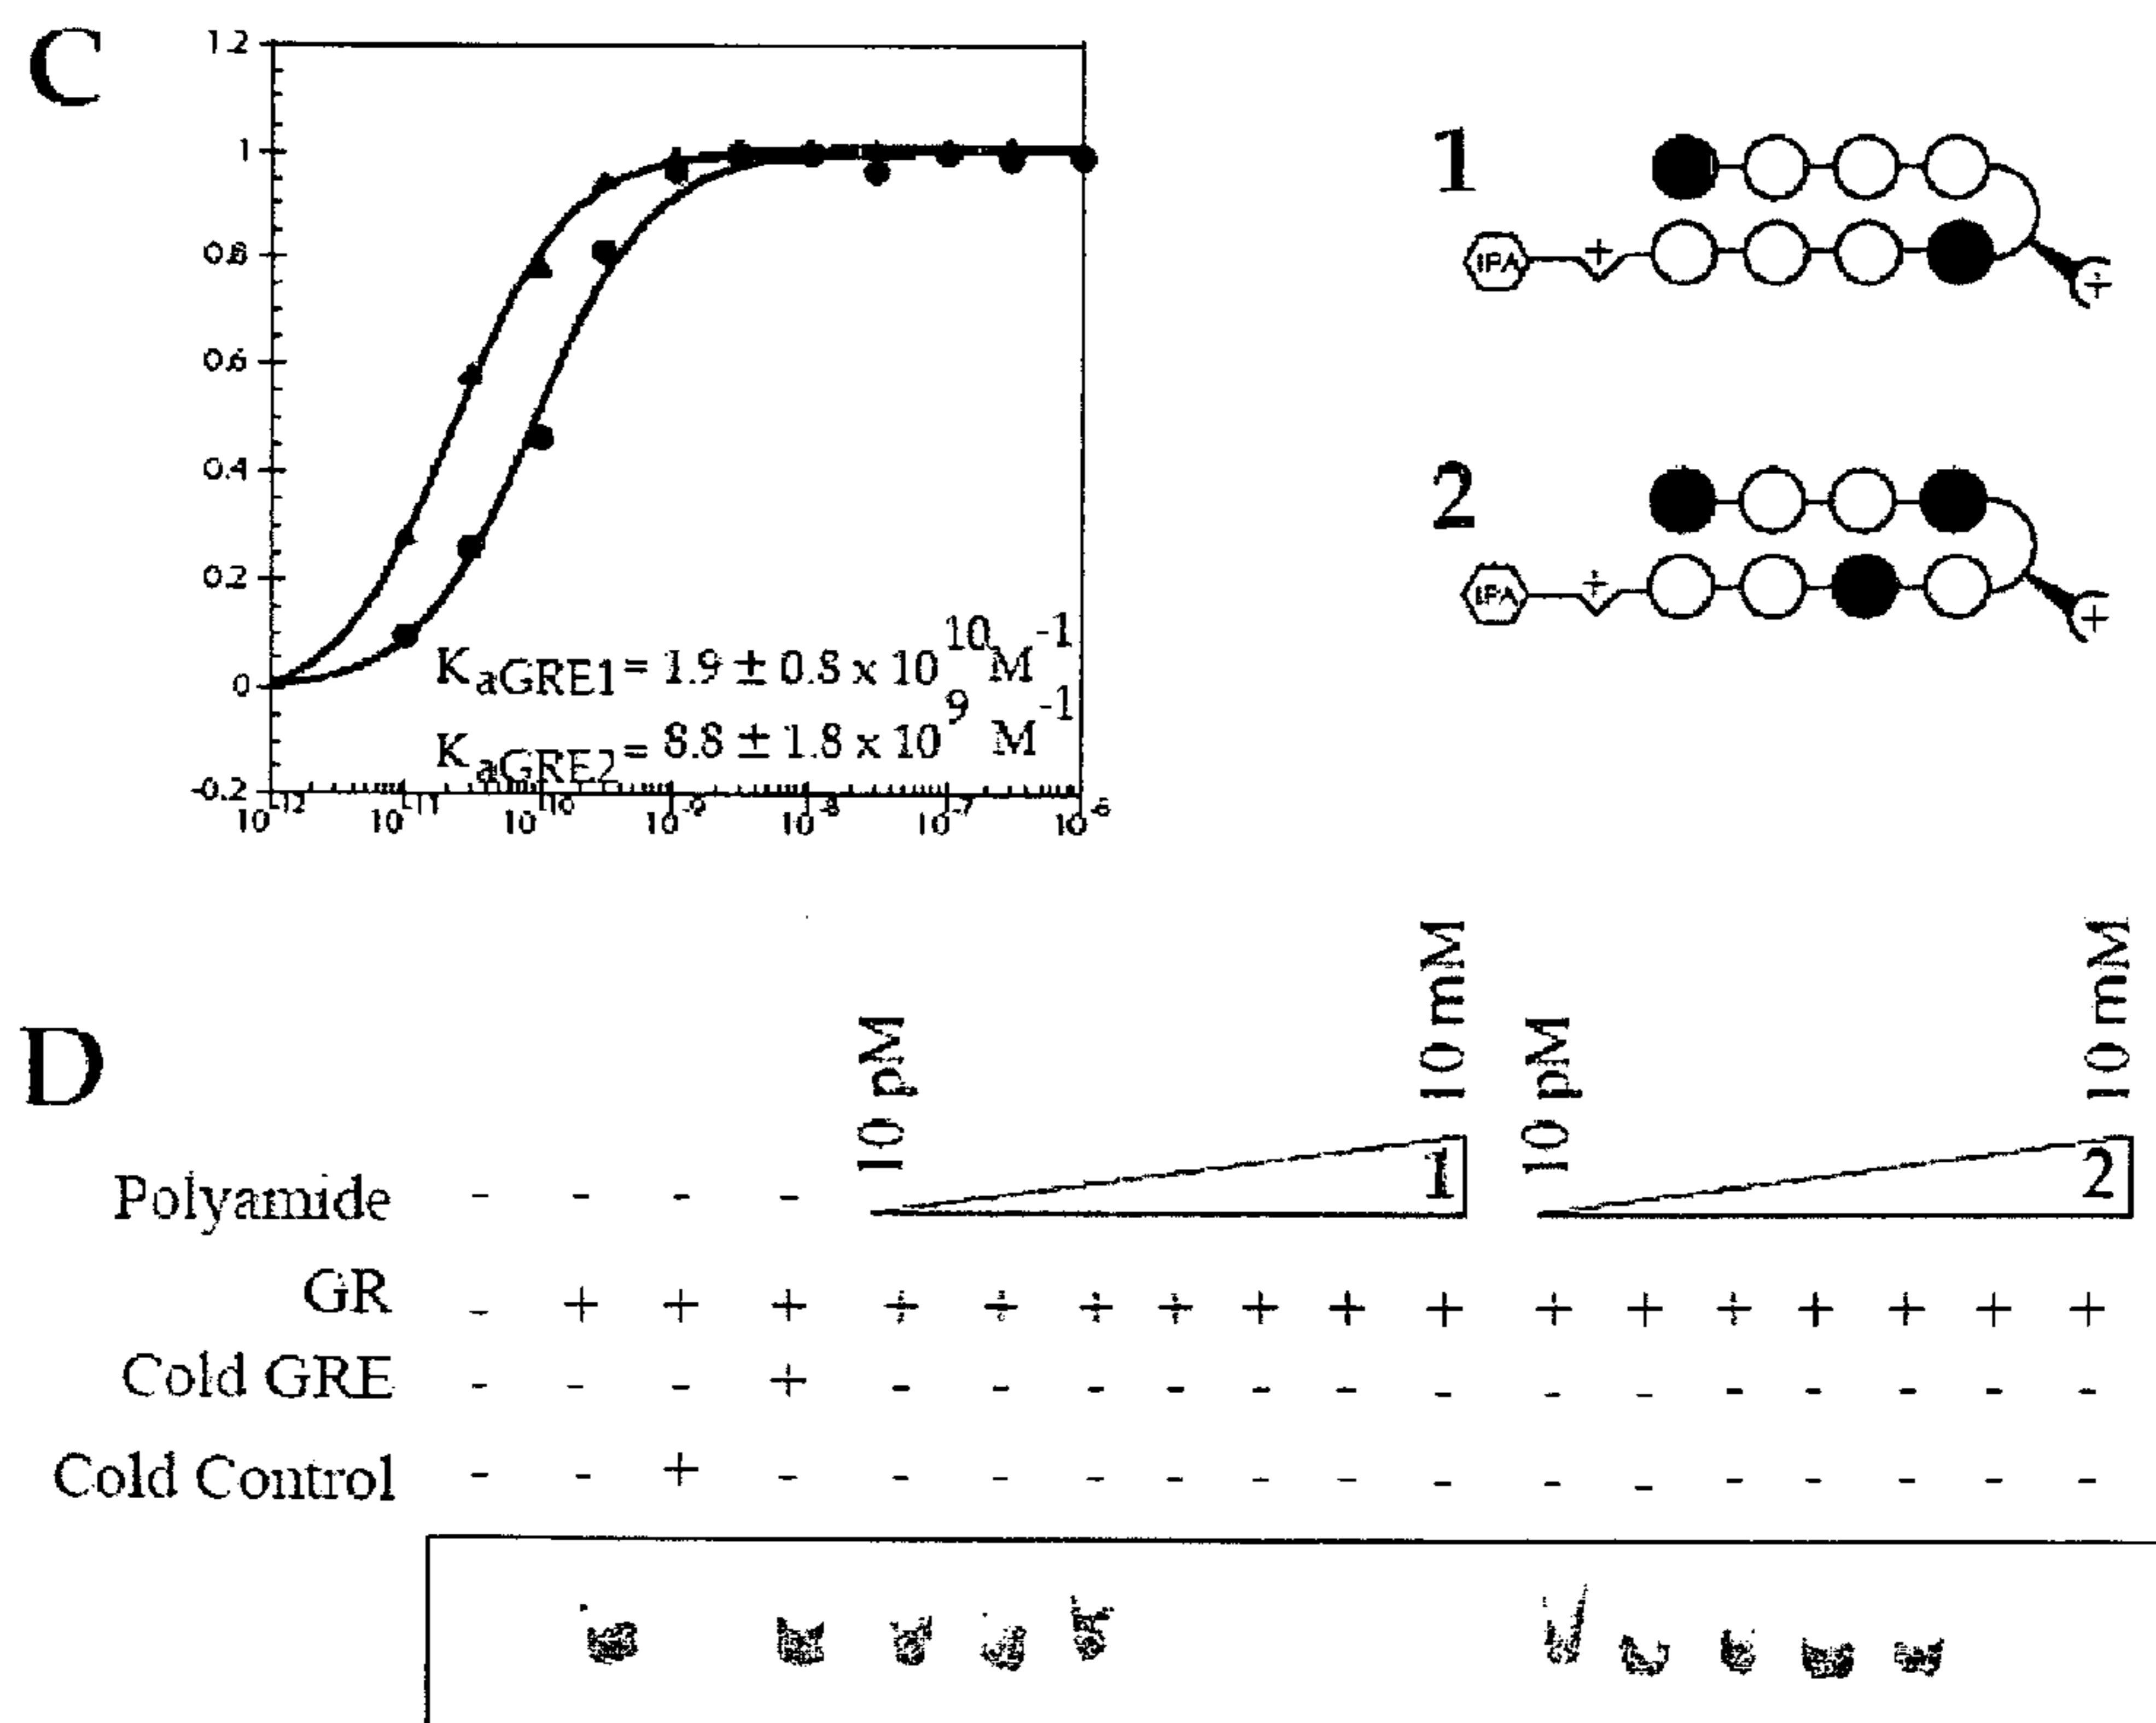 C
1.2
1
0.8
0.6
0.4
0.2
0
-0.2
10^-12 10^-11 10^-10 10^-9 10^-8 10^-7 10^-6
K_aGRE1 = 1.9 ± 0.8 x 10^10 M^-1
K_aGRE2 = 8.8 ± 1.8 x 10^9 M^-1
1
IPA + +
2
IPA + +
D
10 pM 10 mM 10 pM 10 mM
Polyamide - - - - 1 2
GR - + + + + + + + + + + + + + + + + +
Cold GRE - - - + - - - - - - - - - - - - - -
Cold Control - - + - - - - - - - - - - - - - - -